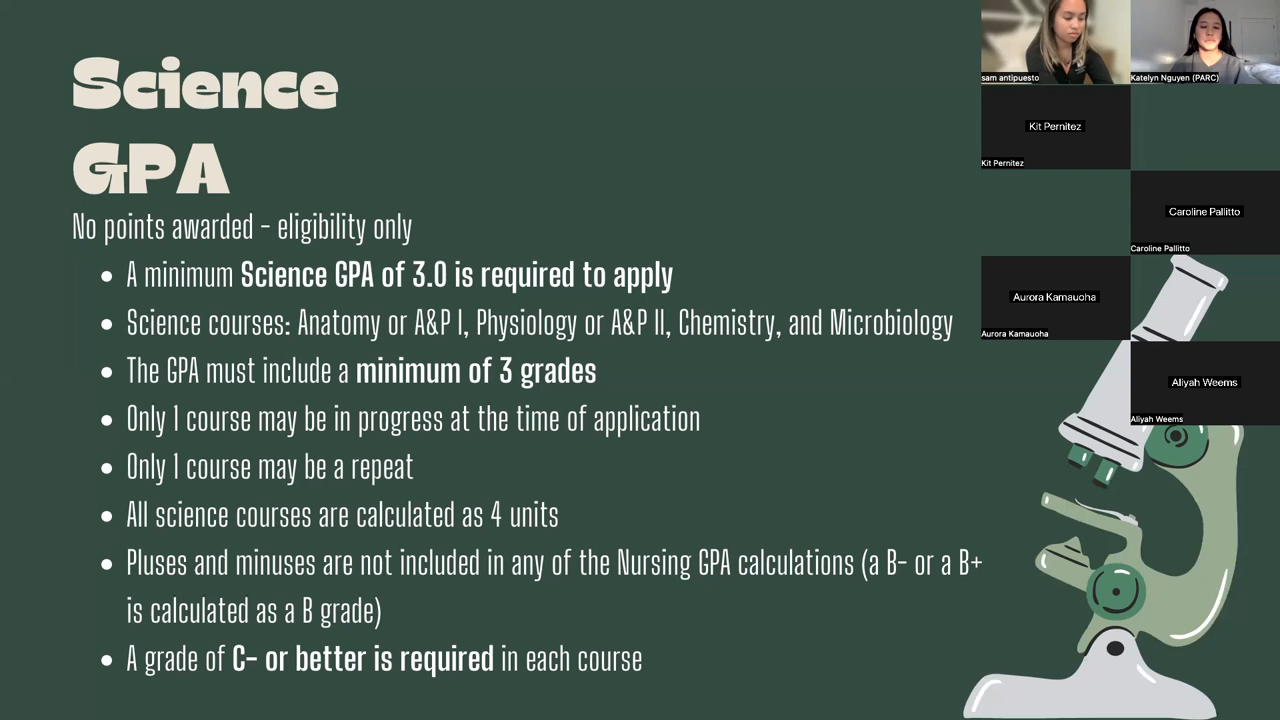 Science
GPA
No points awarded - eligibility only
• A minimum Science GPA of 3.0 is required to apply
• Science courses: Anatomy or A&P I, Physiology or A&P II, Chemistry, and Microbiology
• The GPA must include a minimum of 3 grades
• Only 1 course may be in progress at the time of application
• Only 1 course may be a repeat
• All science courses are calculated as 4 units
• Pluses and minuses are not included in any of the Nursing GPA calculations (a B- or a B+
is calculated as a B grade)
• A grade of C- or better is required in each course
sam antipuesto
Katelyn Nguyen (PARC)
Kit Pernitez
Kit Pernitez
Caroline Pallitto
Caroline Pallitto
Aurora Kamauoha
Aurora Kamauoha
Aliyah Weems
Aliyah Weems